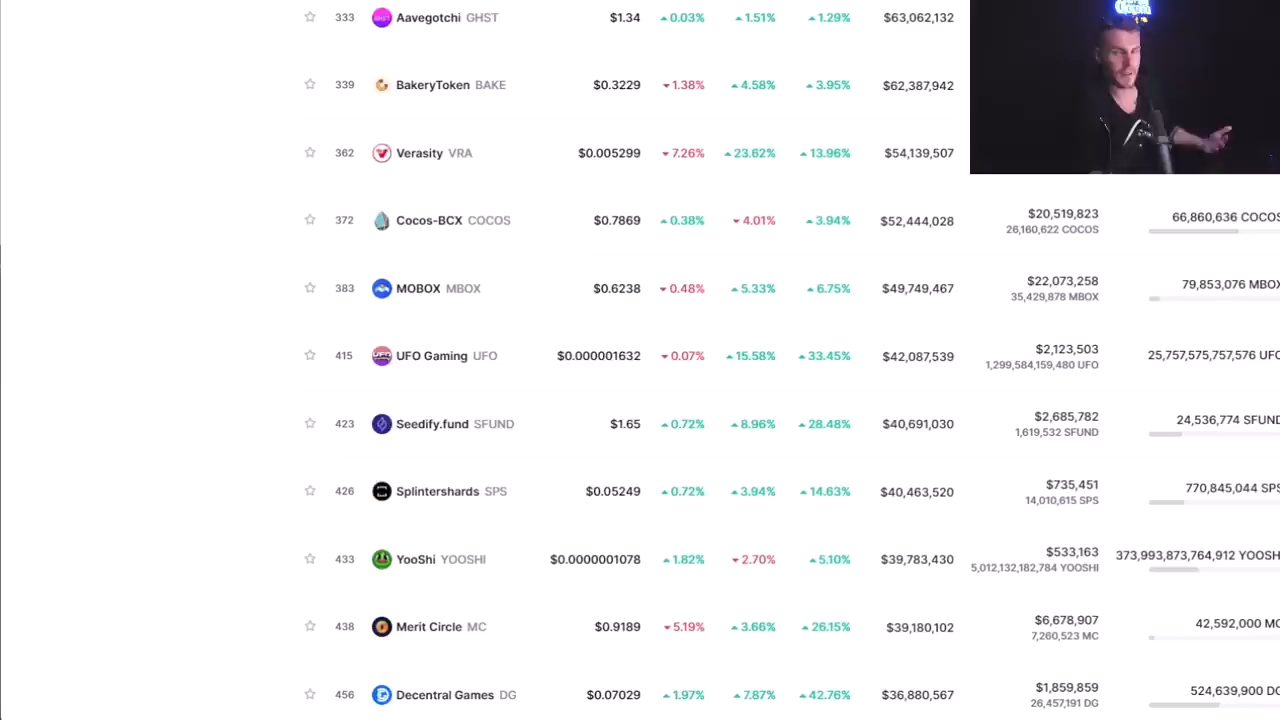 333 Aavegotchi GHST $1.34 0.03% 1.51% 1.29% $63,062,132
339 BakeryToken BAKE $0.3229 1.38% 4.58% 3.95% $62,387,942
362 Verasity VRA $0.005299 7.26% 23.62% 13.96% $54,139,507
372 Cocos-BCX COCOS $0.7869 0.38% 4.01% 3.94% $52,444,028 $20,519,823 66,860,636 COCOS
26,160,622 COCOS
383 MOBOX MBOX $0.6238 0.48% 5.33% 6.75% $49,749,467 $22,073,258 79,853,076 MBOX
35,429,878 MBOX
415 UFO Gaming UFO $0.000001632 0.07% 15.58% 33.45% $42,087,539 $2,123,503 25,757,575,757,576 UFO
1,299,584,159,480 UFO
423 Seedify.fund SFUND $1.65 0.72% 8.96% 28.48% $40,691,030 $2,685,782 24,536,774 SFUND
1,619,532 SFUND
426 Splintershards SPS $0.05249 0.72% 3.94% 14.63% $40,463,520 $735,451 770,845,044 SPS
14,010,615 SPS
433 YooShi YOOSHI $0.0000001078 1.82% 2.70% 5.10% $39,783,430 $533,163 373,993,873,764,912 YOOSH
5,012,132,182,784 YOOSHI
438 Merit Circle MC $0.9189 5.19% 3.66% 26.15% $39,180,102 $6,678,907 42,592,000 MC
7,260,523 MC
456 Decentral Games DG $0.07029 1.97% 7.87% 42.76% $36,880,567 $1,859,859 524,639,900 DG
26,457,191 DG